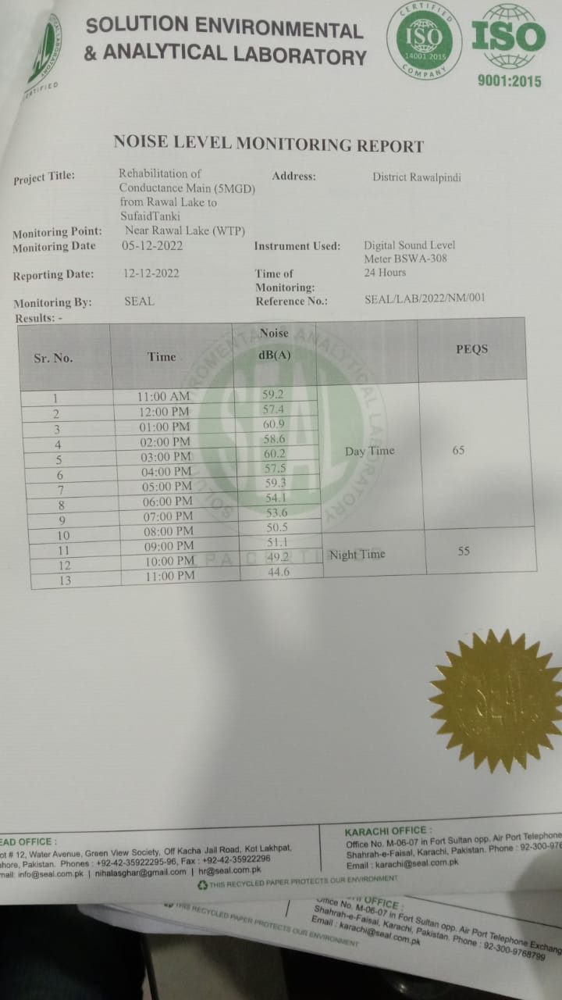 SOLUTION ENVIRONMENTAL
& ANALYTICAL LABORATORY
CERTIFIED
ISO
14001:2015
COMPANY
ISO
9001:2015
CERTIFIED
NOISE LEVEL MONITORING REPORT
Project Title: Rehabilitation of Address: District Rawalpindi
Conductance Main (5MGD)
from Rawal Lake to
SufaidTanki
Monitoring Point: Near Rawal Lake (WTP)
Monitoring Date 05-12-2022 Instrument Used: Digital Sound Level
Meter BSWA-308
Reporting Date: 12-12-2022 Time of 24 Hours
Monitoring:
Monitoring By: SEAL Reference No.: SEAL/LAB/2022/NM/001
Results: -
Sr. No. Time Noise dB(A) PEQS
1 11:00 AM 59.2
2 12:00 PM 57.4
3 01:00 PM 60.9
4 02:00 PM 58.6
5 03:00 PM 60.2 Day Time 65
6 04:00 PM 57.5
7 05:00 PM 59.3
8 06:00 PM 54.1
9 07:00 PM 53.6
10 08:00 PM 50.5
11 09:00 PM 51.1
12 10:00 PM 49.2 Night Time 55
13 11:00 PM 44.6
SEAL
SEAL
EAD OFFICE :
ot # 12, Water Avenue, Green View Society, Off Kacha Jail Road, Kot Lakhpat,
ahore, Pakistan. Phones : +92-42-35922295-96, Fax : +92-42-35922296
mail: info@seal.com.pk | nihalasghar@gmail.com | hr@seal.com.pk
KARACHI OFFICE :
Office No. M-06-07 in Fort Sultan opp. Air Port Telephone
Shahrah-e-Faisal, Karachi, Pakistan. Phone : 92-300-976
Email : karachi@seal.com.pk
THIS RECYCLED PAPER PROTECTS OUR ENVIRONMENT
THIS RECYCLED PAPER PROTECTS OUR ENVIRONMENT
OFFICE :
Office No. M-06-07 in Fort Sultan opp. Air Port Telephone Exchang
Shahrah-e-Faisal, Karachi, Pakistan, Phone : 92-300-9768799
Email : karachi@seal.com.pk